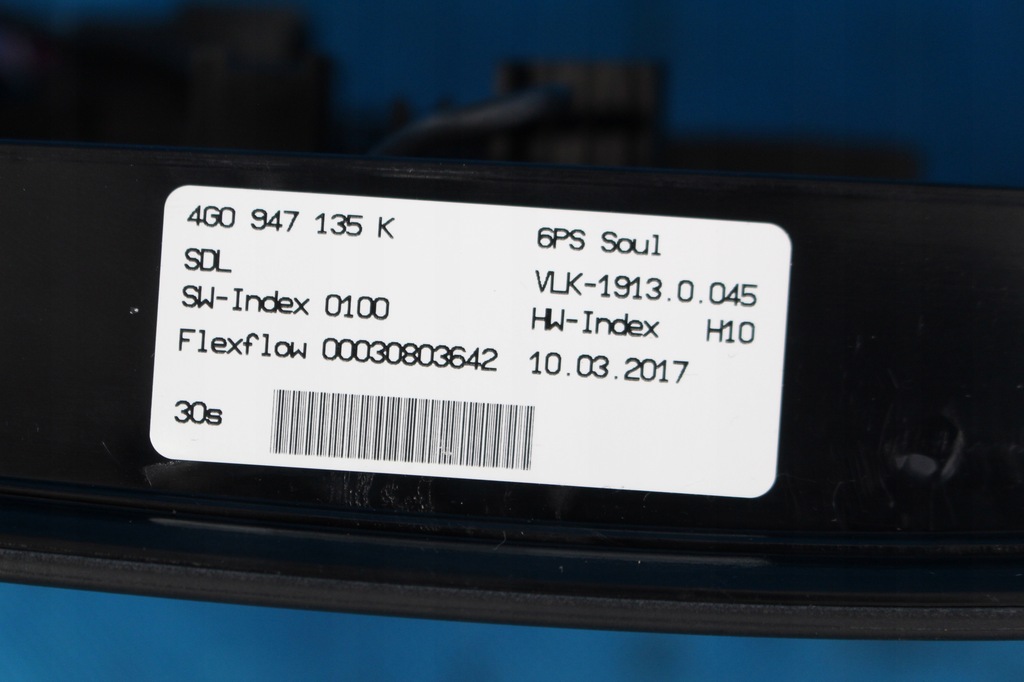 4G0 947 135 K
6PS Soul
SDL
VLK-1913.0.045
SW-Index 0100
HW-Index H10
Flexflow 00030803642
10.03.2017
30s